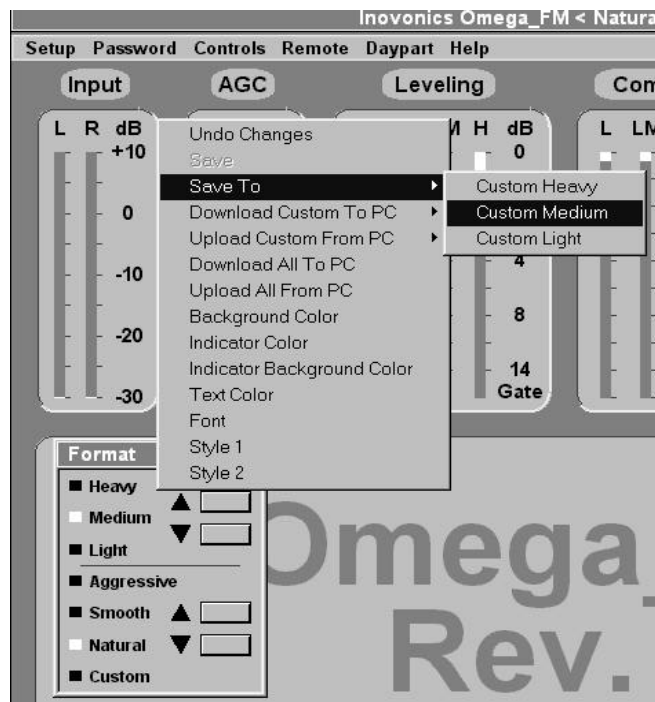 Inovonics Omega_FM < Natura
Setup Password Controls Remote Daypart Help
Input AGC Leveling Com
L R dB
+10
0
-10
-20
-30
H dB
0
4
8
14
Gate
L LM
Undo Changes
Save
Save To
Download Custom To PC
Upload Custom From PC
Download All To PC
Upload All From PC
Background Color
Indicator Color
Indicator Background Color
Text Color
Font
Style 1
Style 2
Custom Heavy
Custom Medium
Custom Light
Format
Heavy
Medium
Light
Aggressive
Smooth
Natural
Custom
Omega_
Rev.